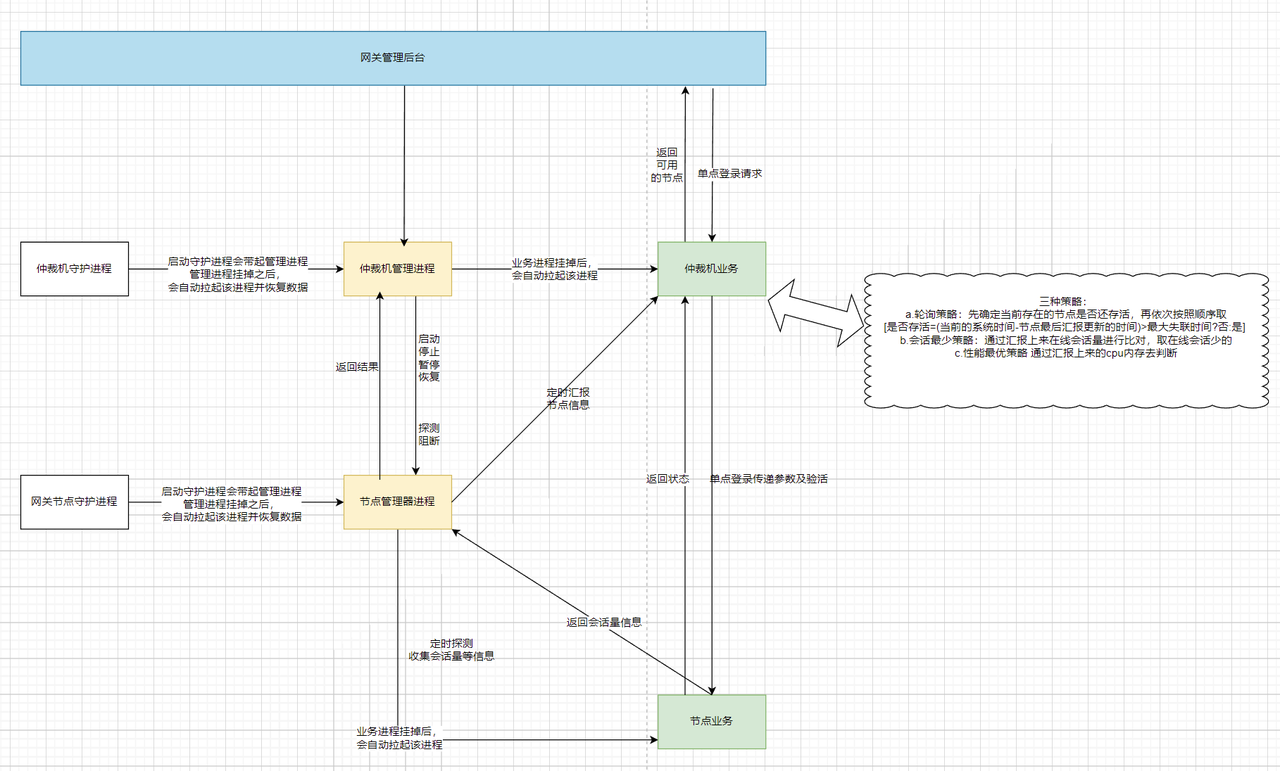 网关管理后台
返回
可用
的节点
单点登录请求
仲裁机守护进程
启动守护进程会带起管理进程
管理进程挂掉之后，
会自动拉起该进程并恢复数据
仲裁机管理进程
业务进程挂掉后，
会自动拉起该进程
仲裁机业务
三种策略：
a.轮询策略：先确定当前存在的节点是否还存活，再依次按照顺序取
[是否存活=(当前的系统时间-节点最后汇报更新的时间)>最大失联时间?否:是]
b.会话最少策略：通过汇报上来在线会话量进行比对，取在线会话少的
c.性能最优策略 通过汇报上来的cpu内存去判断
返回结果
启动
停止
暂停
恢复
探测
阻断
定时汇报
节点信息
返回状态
单点登录传递参数及验活
网关节点守护进程
启动守护进程会带起管理进程
管理进程挂掉之后，
会自动拉起该进程并恢复数据
节点管理器进程
返回会话量信息
定时探测
收集会话量等信息
业务进程挂掉后，
会自动拉起该进程
节点业务